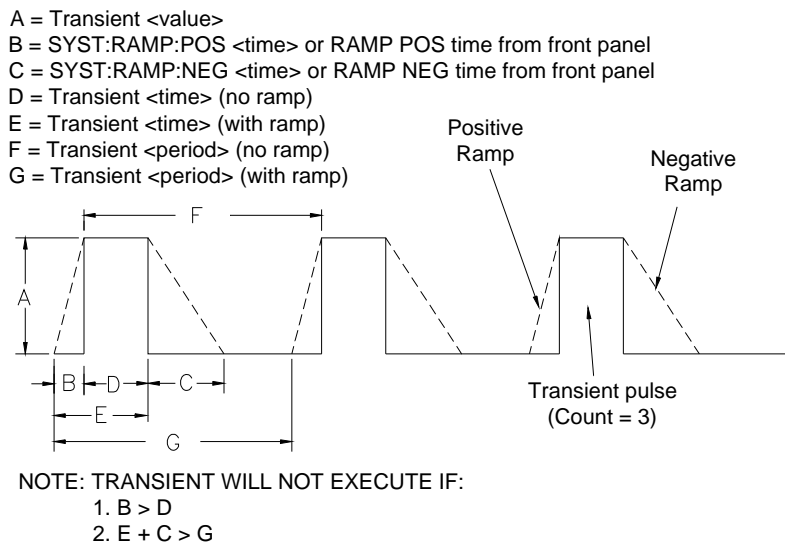 A = Transient <value>
B = SYST:RAMP:POS <time> or RAMP POS time from front panel
C = SYST:RAMP:NEG <time> or RAMP NEG time from front panel
D = Transient <time> (no ramp)
E = Transient <time> (with ramp)
F = Transient <period> (no ramp)
G = Transient <period> (with ramp)
Positive
Ramp
Negative
Ramp
F
A
B
D
C
E
G
Transient pulse
(Count = 3)
NOTE: TRANSIENT WILL NOT EXECUTE IF:
1. B > D
2. E + C > G